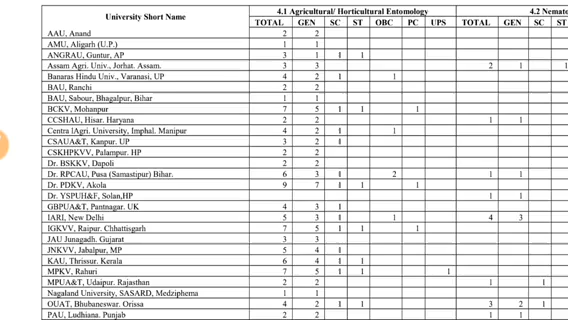 University Short Name 4.1 Agricultural/ Horticultural Entomology 4.2 Nemato
TOTAL GEN SC ST OBC PC UPS TOTAL GEN SC ST
AAU, Anand 2 2
AMU, Aligarh (U.P.) 1 1
ANGRAU, Guntur, AP 3 1 1 1
Assam Agri. Univ., Jorhat. Assam. 3 3 2 1 1
Banaras Hindu Univ., Varanasi, UP 4 2 1 1
BAU, Ranchi 2 2
BAU, Sabour, Bhagalpur, Bihar 1 1
BCKV, Mohanpur 7 5 1 1 1
CCSHAU, Hisar. Haryana 2 2 1 1
Centra lAgri. University, Imphal. Manipur 4 2 1 1
CSAUA&T, Kanpur. UP 3 2 1
CSKHPKVV, Palampur. HP 2 2
Dr. BSKKV, Dapoli 2 2
Dr. RPCAU, Pusa (Samastipur) Bihar. 6 3 1 2 1 1
Dr. PDKV, Akola 9 7 1 1 1
Dr. YSPUH&F, Solan,HP 1 1
GBPUA&T, Pantnagar. UK 4 3 1
IARI, New Delhi 5 3 1 1 4 3
IGKVV, Raipur. Chhattisgarh 7 5 1 1 1
JAU Junagadh. Gujarat 3 3
JNKVV, Jabalpur, MP 5 4 1
KAU, Thrissur. Kerala 6 4 1 1
MPKV, Rahuri 7 5 1 1 1
MPUA&T, Udaipur. Rajasthan 2 2 1 1
Nagaland University, SASARD, Medziphema 1 1
OUAT, Bhubaneswar. Orissa 4 2 1 1 3 2 1
PAU, Ludhiana. Punjab 2 2 1 1